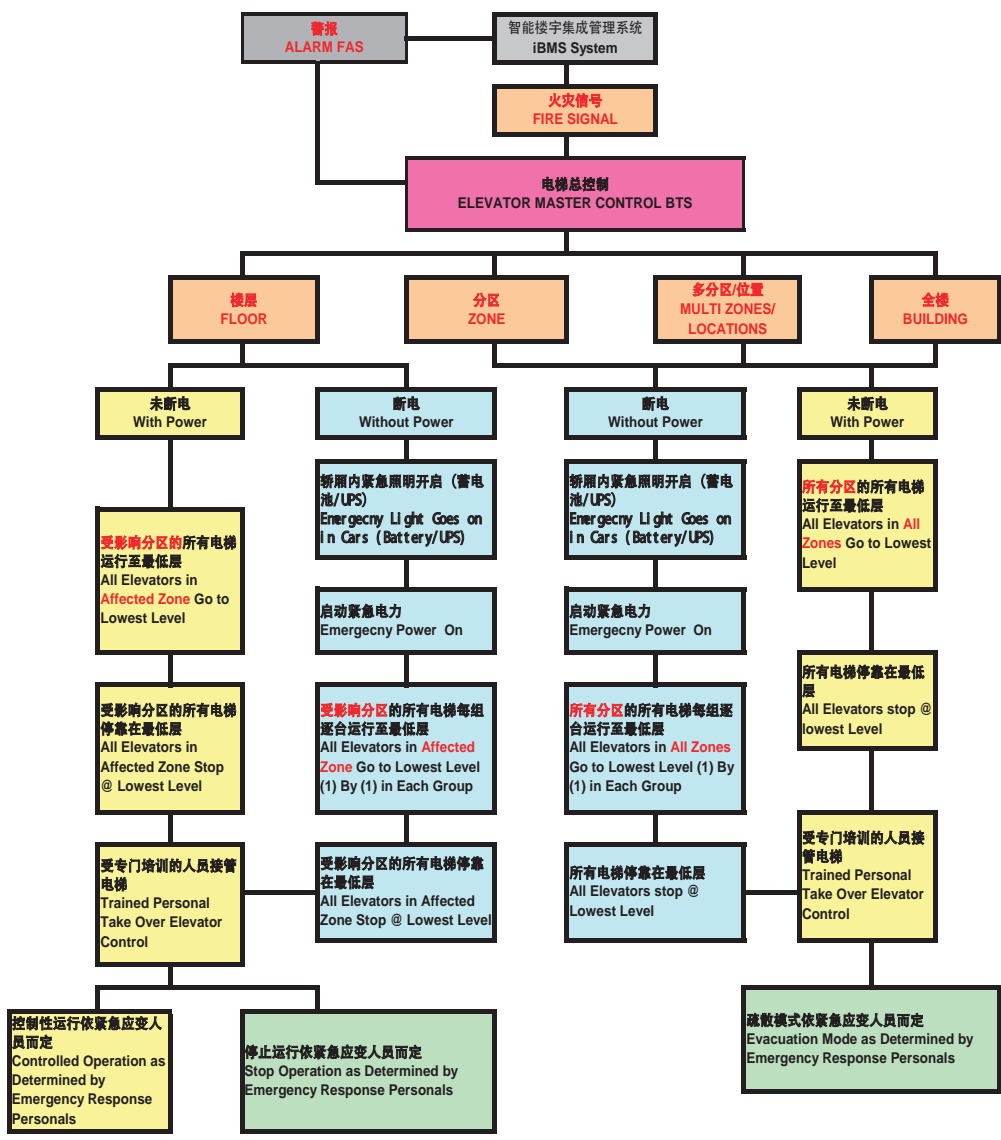 警报
ALARM FAS
智能楼宇集成管理系统
iBMS System
火灾信号
FIRE SIGNAL
电梯总控制
ELEVATOR MASTER CONTROL BTS
楼层
FLOOR
分区
ZONE
多分区/位置
MULTI ZONES/
LOCATIONS
全楼
BUILDING
未断电
With Power
断电
Without Power
断电
Without Power
未断电
With Power
受影响分区的所有电梯
运行至最低层
All Elevators in
Affected Zone Go to
Lowest Level
轿厢内紧急照明开启（蓄电
池/UPS)
Emergecny Light Goes on
in Cars (Battery/UPS)
轿厢内紧急照明开启（蓄电
池/UPS)
Emergecny Light Goes on
in Cars (Battery/UPS)
所有分区的所有电梯
运行至最低层
All Elevators in All
Zones Go to Lowest
Level
启动紧急电力
Emergecny Power On
启动紧急电力
Emergecny Power On
受影响分区的所有电梯
停靠在最低层
All Elevators in
Affected Zone Stop
@ Lowest Level
受影响分区的所有电梯每组
逐台运行至最低层
All Elevators in Affected
Zone Go to Lowest Level
(1) By (1) in Each Group
所有分区的所有电梯每组逐
台运行至最低层
All Elevators in All Zones
Go to Lowest Level (1) By
(1) in Each Group
所有电梯停靠在最低
层
All Elevators stop @
lowest Level
受专门培训的人员接管
电梯
Trained Personal
Take Over Elevator
Control
受影响分区的所有电梯停靠
在最低层
All Elevators in Affected
Zone Stop @ Lowest Level
所有电梯停靠在最低层
All Elevators stop @
Lowest Level
受专门培训的人员接
管电梯
Trained Personal
Take Over Elevator
Control
控制性运行依紧急应变人
员而定
Controlled Operation as
Determined by
Emergency Response
Personals
停止运行依紧急应变人员而定
Stop Operation as Determined by
Emergency Response Personals
疏散模式依紧急应变人员而定
Evacuation Mode as Determined by
Emergency Response Personals